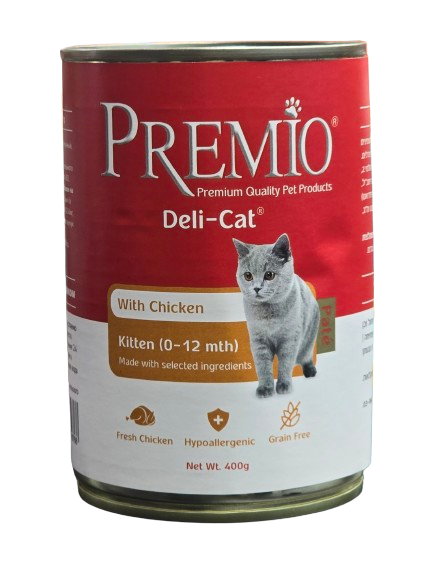 PREMIO®
Premium Quality Pet Products
Deli-Cat®
With Chicken
Pate
Kitten (0-12 mth)
Made with selected ingredients
Fresh Chicken
Hypoallergenic
Grain Free
Net Wt. 400g